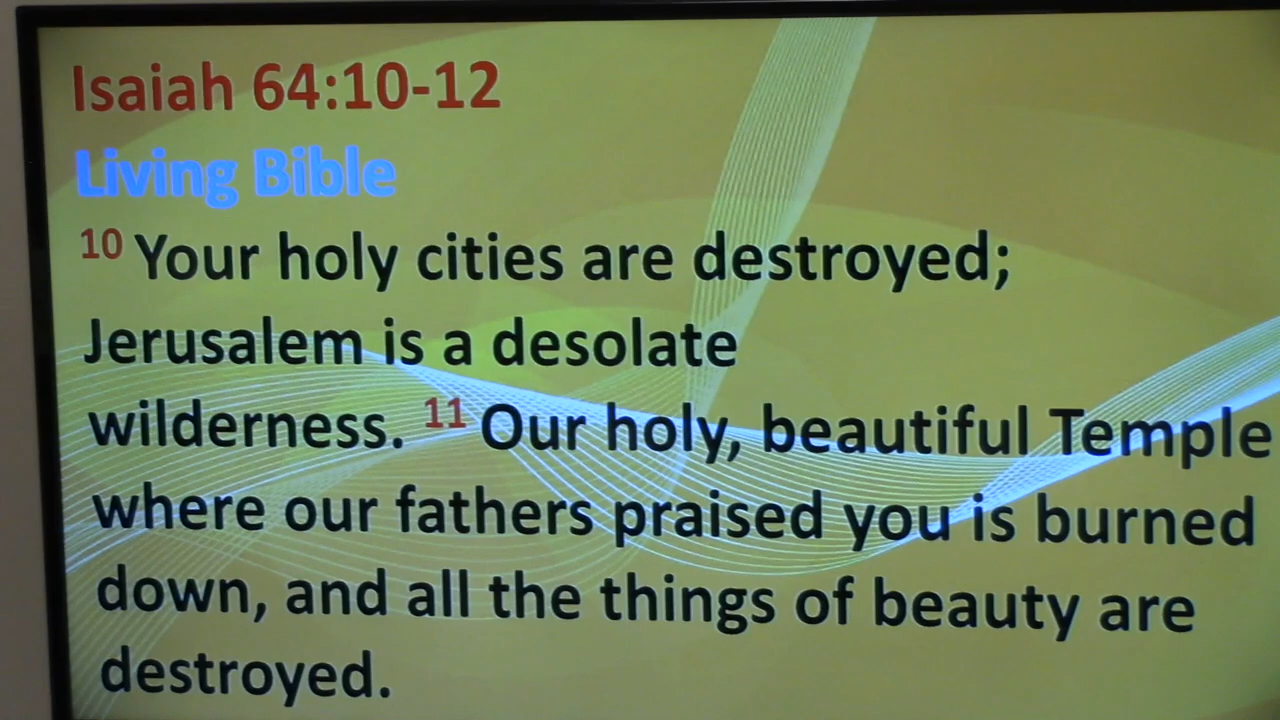 Isaiah 64:10-12
Living Bible
10 Your holy cities are destroyed;
Jerusalem is a desolate
wilderness. 11 Our holy, beautiful Temple
where our fathers praised you is burned
down, and all the things of beauty are
destroyed.